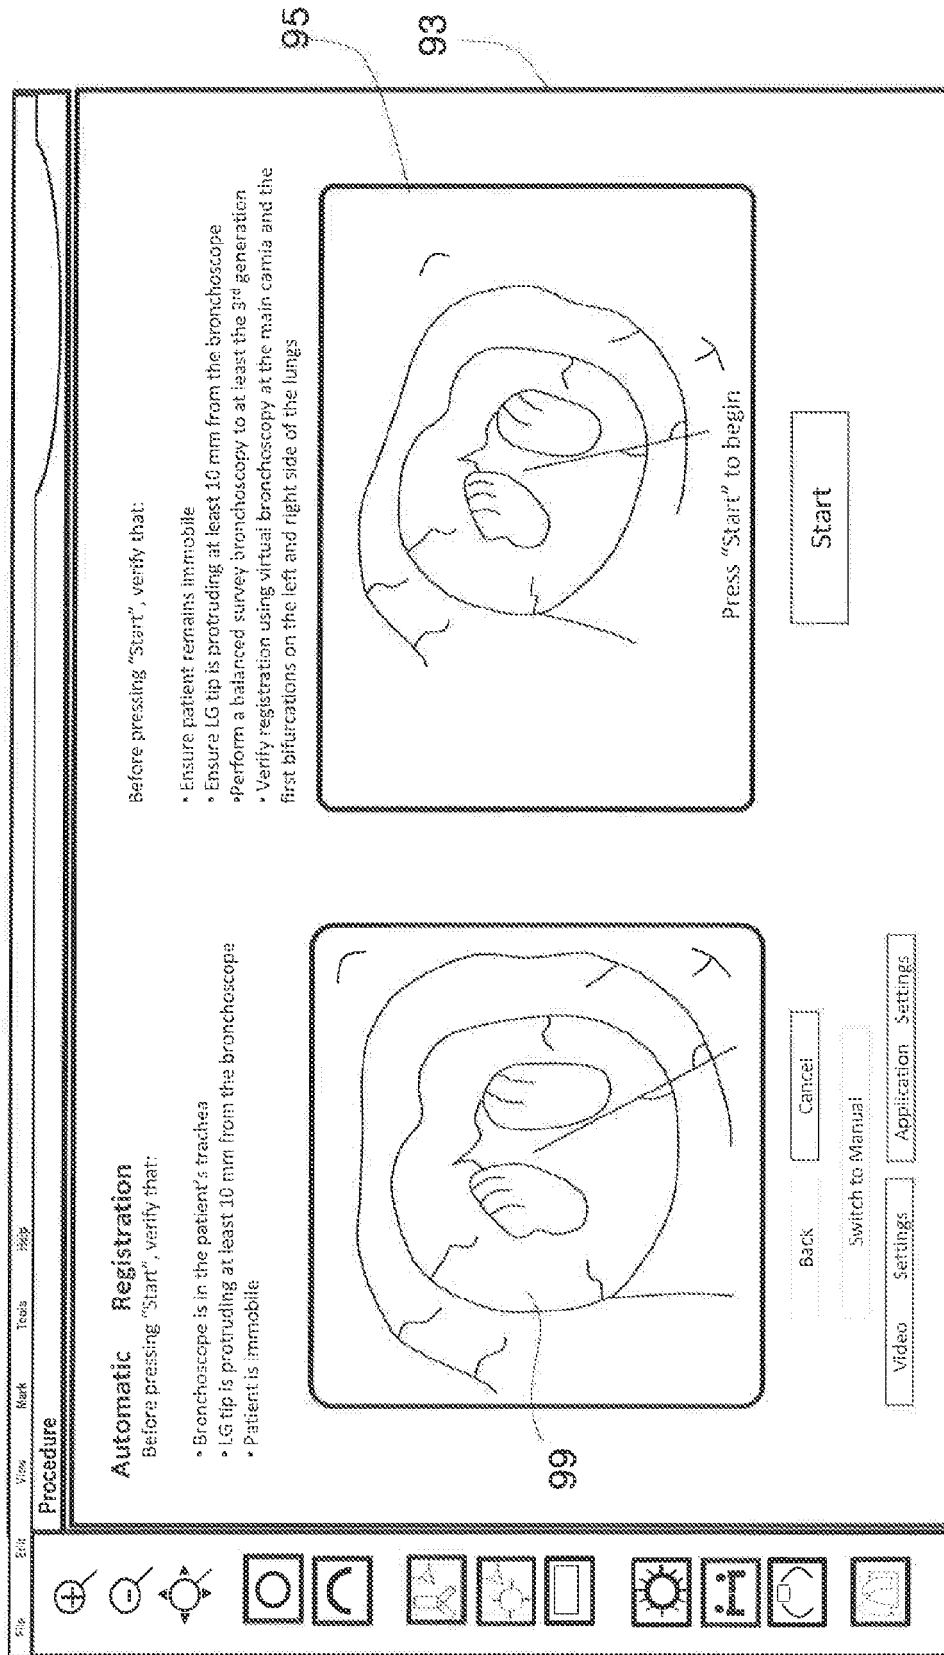 File Edit View Mark Tools Help
Procedure
Automatic Registration
Before pressing "Start", verify that:
• Bronchoscope is in the patient's trachea
• LG tip is protruding at least 10 mm from the bronchoscope
• Patient is immobile
99
Back
Cancel
Switch to Manual
Video Settings
Application Settings
Before pressing "Start", verify that:
• Ensure patient remains immobile
• Ensure LG tip is protruding at least 10 mm from the bronchoscope
•Perform a balanced survey bronchoscopy to at least the 3rd generation
• Verify registration using virtual bronchoscopy at the main carnia and the
first bifurcations on the left and right side of the lungs
Press "Start" to begin
Start
95
93